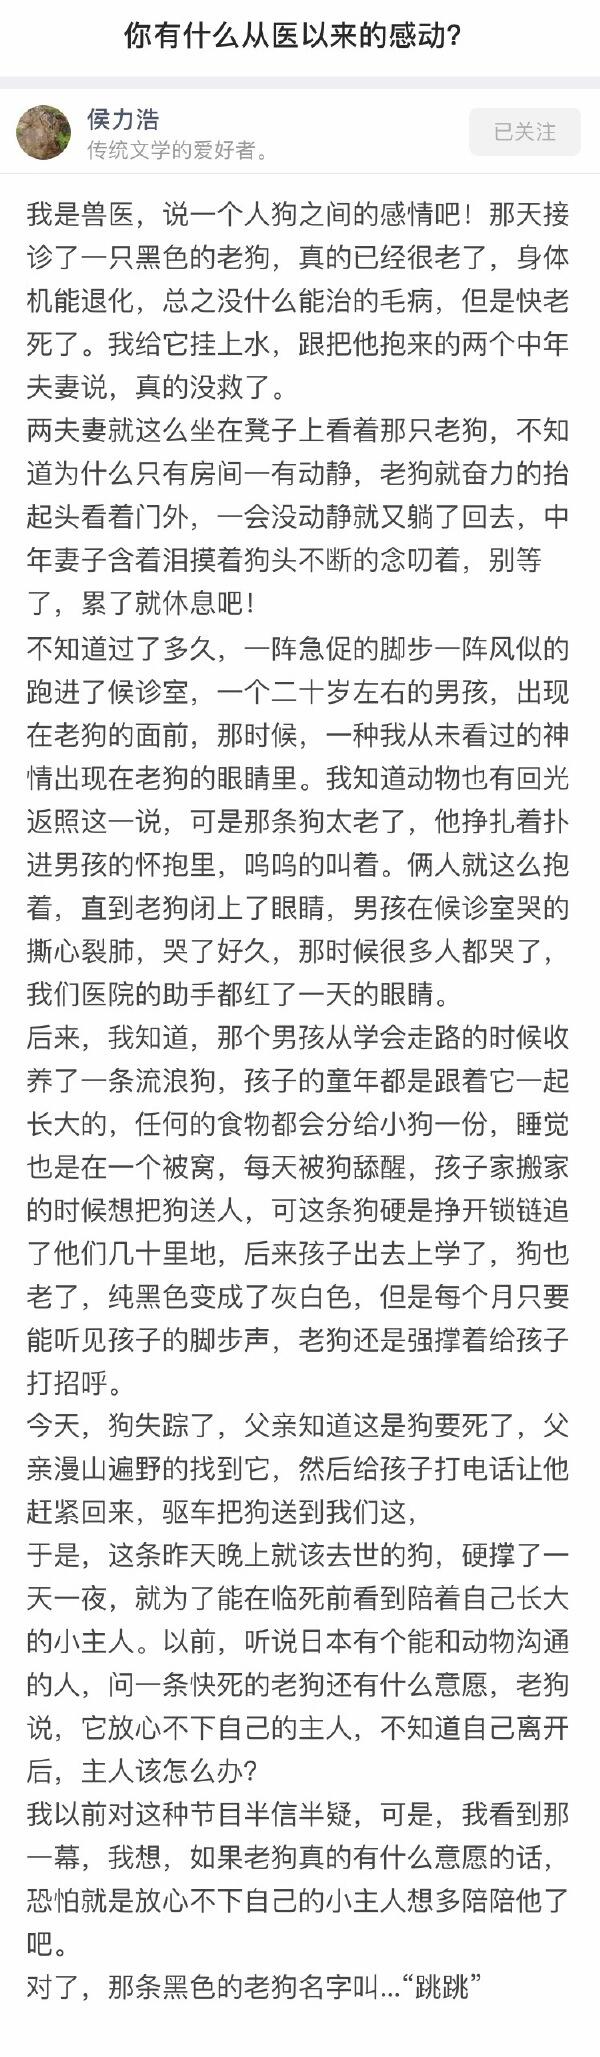 你有什么从医以来的感动?
侯力浩
传统文学的爱好者。
已关注
我是兽医，说一个人狗之间的感情吧！那天接
诊了一只黑色的老狗，真的已经很老了，身体
机能退化，总之没什么能治的毛病，但是快老
死了。我给它挂上水，跟把他抱来的两个中年
夫妻说，真的没救了。
两夫妻就这么坐在凳子上看着那只老狗，不知
道为什么只有房间一有动静，老狗就奋力的抬
起头看着门外，一会没动静就又躺了回去，中
年妻子含着泪摸着狗头不断的念叨着，别等
了，累了就休息吧！
不知道过了多久，一阵急促的脚步一阵风似的
跑进了候诊室，一个二十岁左右的男孩，出现
在老狗的面前，那时候，一种我从未看过的神
情出现在老狗的眼睛里。我知道动物也有回光
返照这一说，可是那条狗太老了，他挣扎着扑
进男孩的怀抱里，呜呜的叫着。俩人就这么抱
着，直到老狗闭上了眼睛，男孩在候诊室哭的
撕心裂肺，哭了好久，那时候很多人都哭了，
我们医院的助手都红了一天的眼睛。
后来，我知道，那个男孩从学会走路的时候收
养了一条流浪狗，孩子的童年都是跟着它一起
长大的，任何的食物都会分给小狗一份，睡觉
也是在一个被窝，每天被狗舔醒，孩子家搬家
的时候想把狗送人，可这条狗硬是挣开锁链追
了他们几十里地，后来孩子出去上学了，狗也
老了，纯黑色变成了灰白色，但是每个月只要
能听见孩子的脚步声，老狗还是强撑着给孩子
打招呼。
今天，狗失踪了，父亲知道这是狗要死了，父
亲漫山遍野的找到它，然后给孩子打电话让他
赶紧回来，驱车把狗送到我们这，
于是，这条昨天晚上就该去世的狗，硬撑了一
天一夜，就为了能在临死前看到陪着自己长大
的小主人。以前，听说日本有个能和动物沟通
的人，问一条快死的老狗还有什么意愿，老狗
说，它放心不下自己的主人，不知道自己离开
后，主人该怎么办?
我以前对这种节目半信半疑，可是，我看到那
一幕，我想，如果老狗真的有什么意愿的话，
恐怕就是放心不下自己的小主人想多陪陪他了
吧。
对了，那条黑色的老狗名字叫...“跳跳”